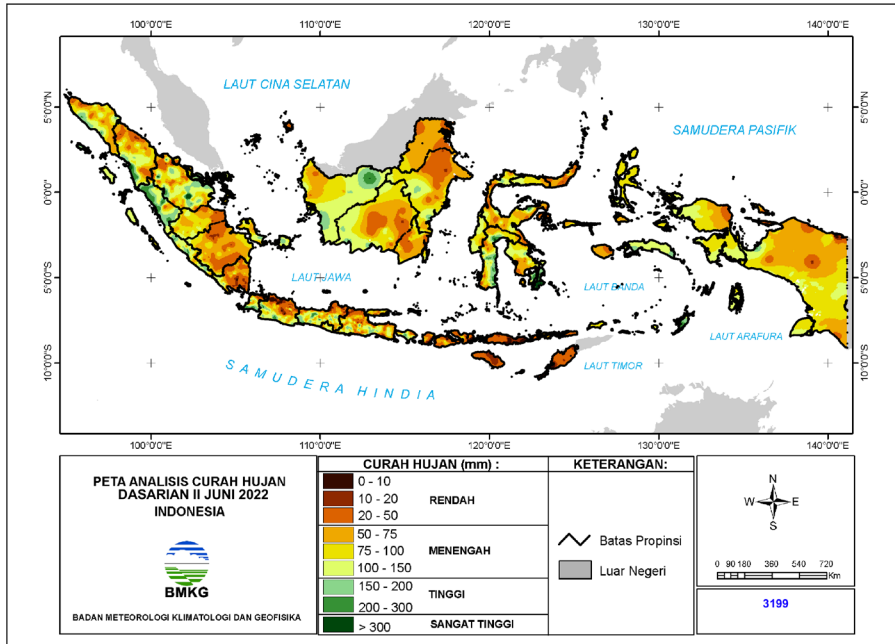 100°0'0"E 110°0'0"E 120°0'0"E 130°0'0"E 140°0'0"E
LAUT CINA SELATAN
5°0'0"N 5°0'0"N
SAMUDERA PASIFIK
0°0'0" 0°0'0"
5°0'0"S 5°0'0"S
LAUT JAWA
LAUT BANDA
LAUT ARAFURA
10°0'0"S 10°0'0"S
LAUT TIMOR
SAMUDERA HINDIA
100°0'0"E 110°0'0"E 120°0'0"E 130°0'0"E 140°0'0"E
PETA ANALISIS CURAH HUJAN
DASARIAN II JUNI 2022
INDONESIA
BMKG
BADAN METEOROLOGI KLIMATOLOGI DAN GEOFISIKA
CURAH HUJAN (mm) :
0 - 10
10 - 20 RENDAH
20 - 50
50 - 75
75 - 100 MENENGAH
100 - 150
150 - 200 TINGGI
200 - 300
> 300 SANGAT TINGGI
KETERANGAN:
Batas Propinsi
Luar Negeri
N
W E
S
0 90 180 360 540 720
Km
3199